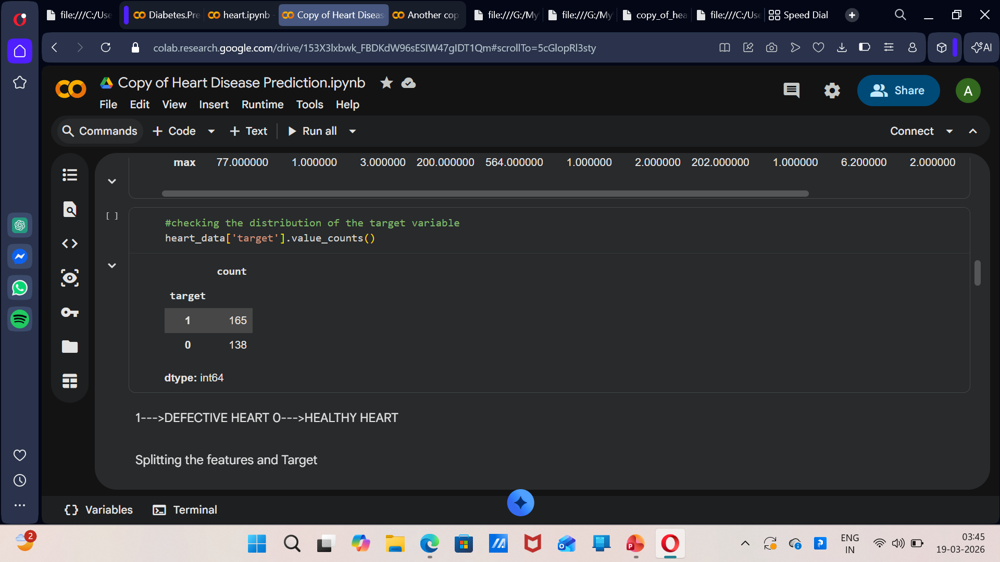 file:///C:/Use
Diabetes.Pre
heart.ipynb -
Copy of Heart Diseas
Another cop
file:///G:/My
file:///G:/My
copy_of_hea
file:///C:/Use
Speed Dial
colab.research.google.com/drive/153X3lxbwk_FBDKdW96sESIW47gIDT1Qm#scrollTo=5cGlopRl3sty
AI
Copy of Heart Disease Prediction.ipynb
Share
A
File Edit View Insert Runtime Tools Help
Commands + Code + Text Run all
Connect
max 77.000000 1.000000 3.000000 200.000000 564.000000 1.000000 2.000000 202.000000 1.000000 6.200000 2.000000
[ ]
#checking the distribution of the target variable
heart_data['target'].value_counts()
count
target
1 165
0 138
dtype: int64
1--->DEFECTIVE HEART 0--->HEALTHY HEART
Splitting the features and Target
{} Variables
Terminal
2
ENG
IN
03:45
19-03-2026